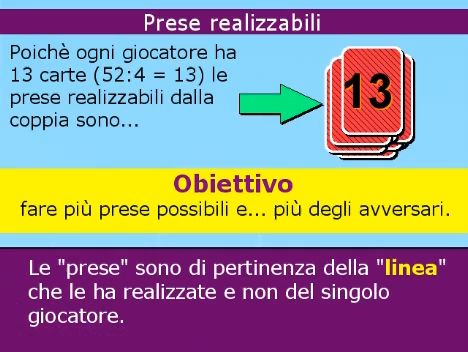 Prese realizzabili
Poichè ogni giocatore ha
13 carte (52:4 = 13) le
prese realizzabili dalla
coppia sono...
13
Obiettivo
fare più prese possibili e... più degli avversari.
Le "prese" sono di pertinenza della "linea"
che le ha realizzate e non del singolo
giocatore.